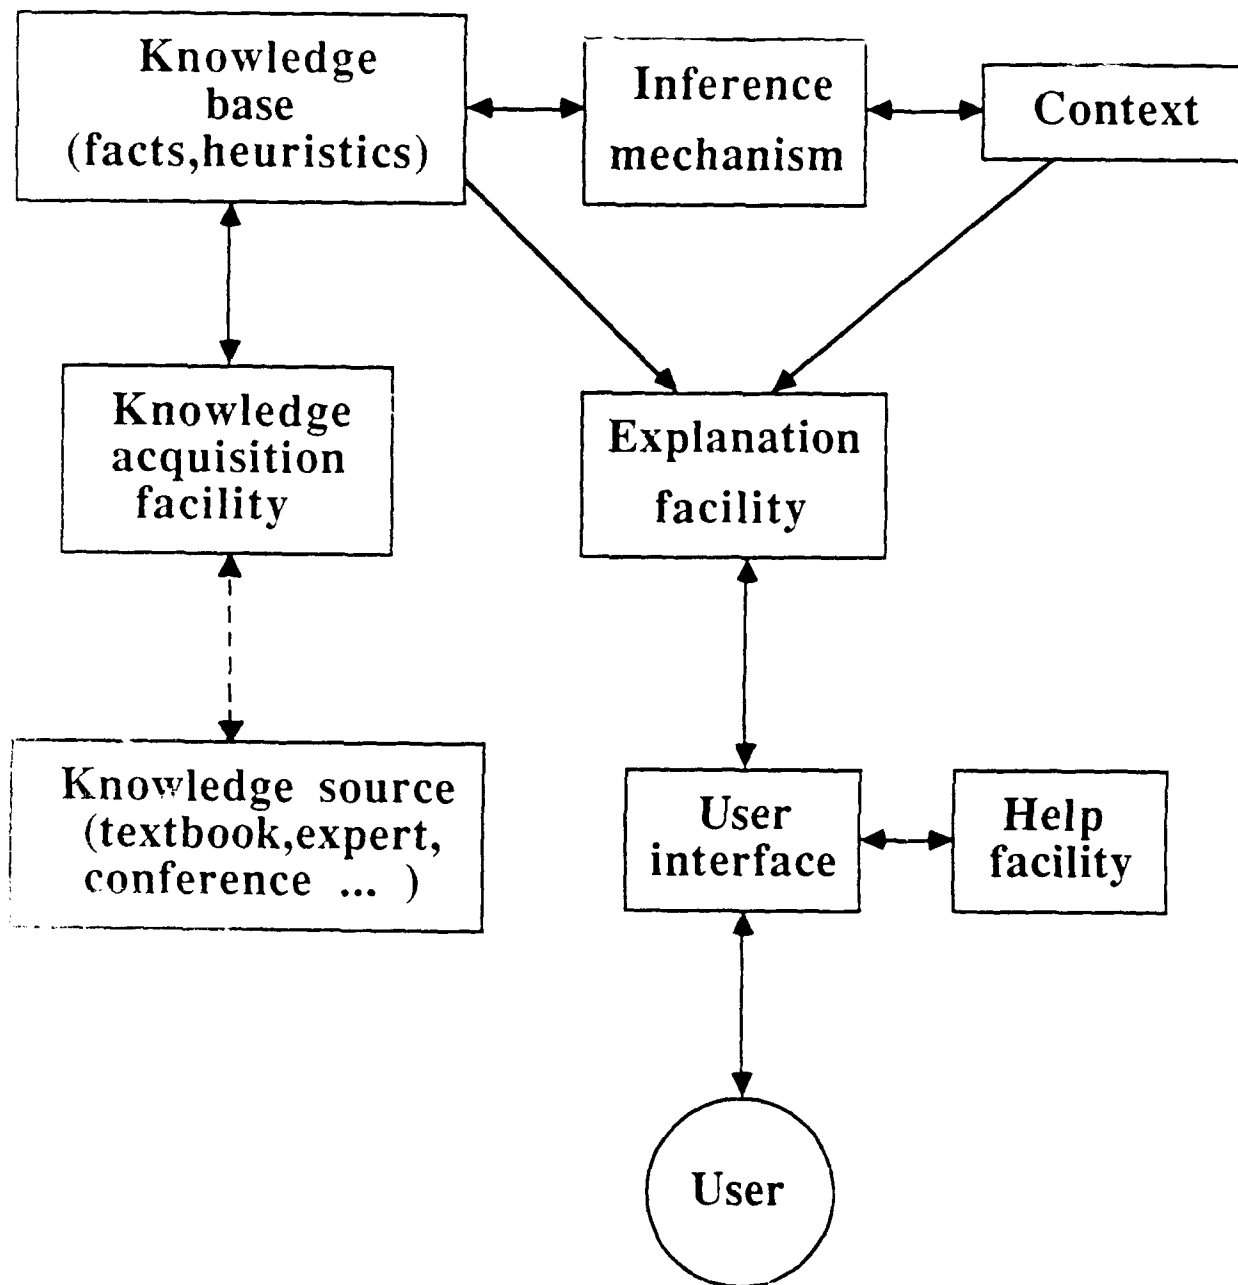 Knowledge
base
(facts,heuristics)
Inference
mechanism
Context
Knowledge
acquisition
facility
Explanation
facility
Knowledge source
(textbook,expert,
conference ... )
User
interface
Help
facility
User